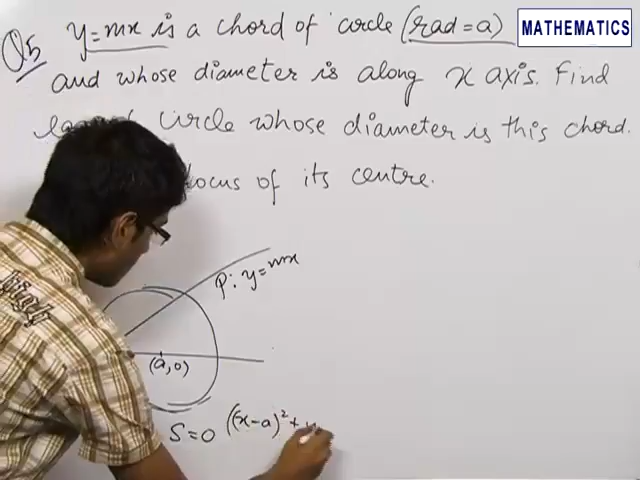 Q5 y=mx is a chord of circle (rad=a)
MATHEMATICS
and whose diameter is along x axis. Find
circle whose diameter is this chord.
locus of its centre.
P: y=mx
(a,0)
S=0 ((x-a)²+